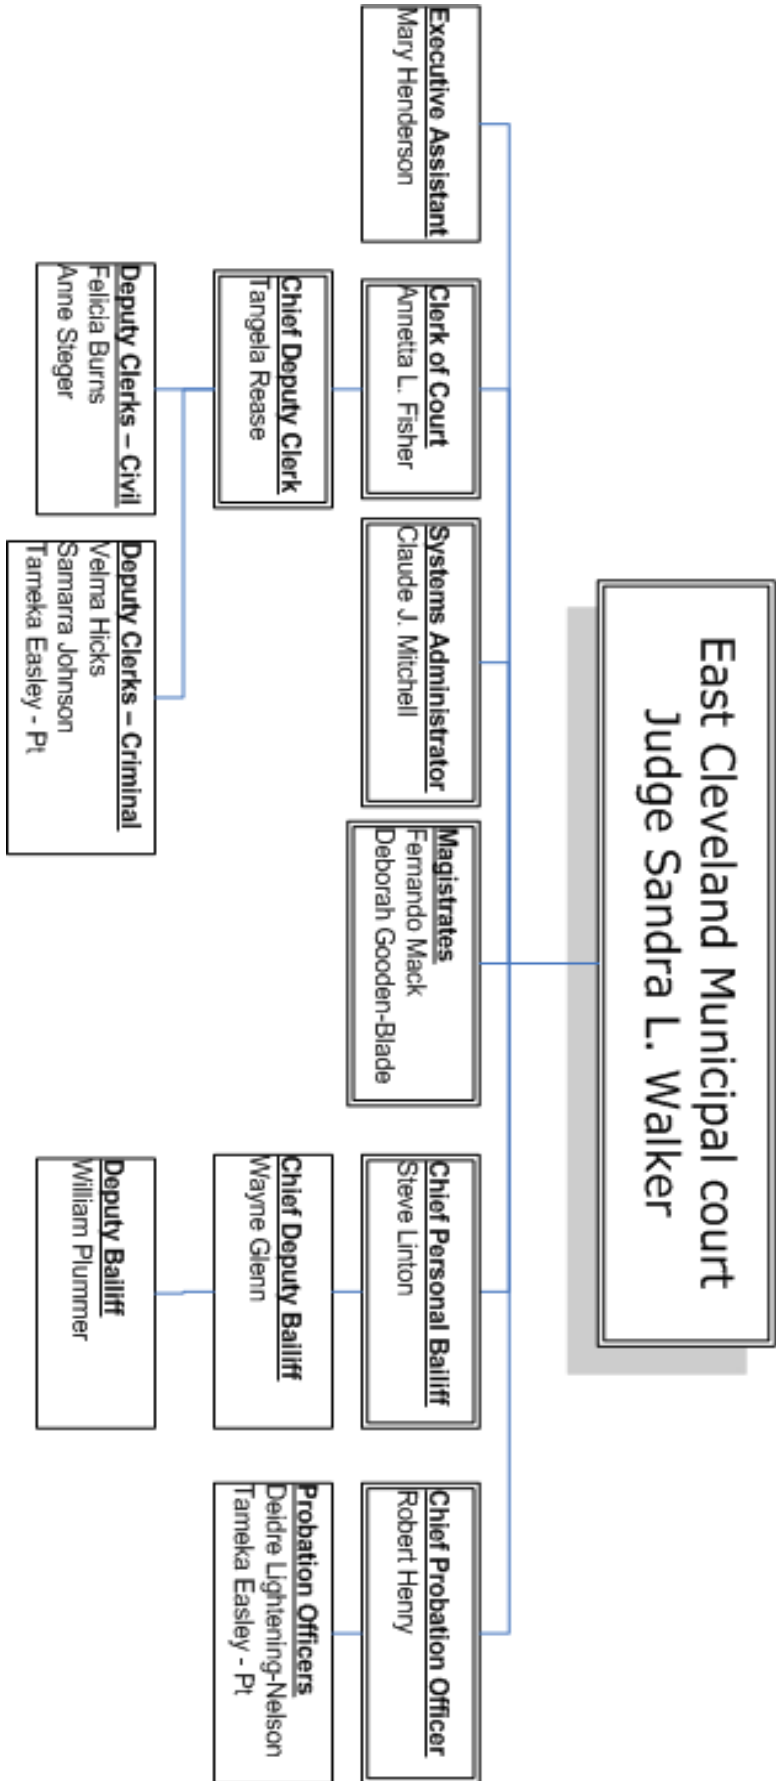 East Cleveland Municipal court
Judge Sandra L. Walker
Executive Assistant
Mary Henderson
Clerk of Court
Annetta L. Fisher
Systems Administrator
Claude J. Mitchell
Magistrates
Fernando Mack
Deborah Gooden-Blade
Chief Personal Bailiff
Steve Linton
Chief Probation Officer
Robert Henry
Chief Deputy Clerk
Tangela Rease
Chief Deputy Bailiff
Wayne Glenn
Probation Officers
Deidre Lightening-Nelson
Tameka Easley - Pt
Deputy Clerks – Civil
Felicia Burns
Anne Steger
Deputy Clerks – Criminal
Velma Hicks
Samarra Johnson
Tameka Easley - Pt
Deputy Bailiff
William Plummer